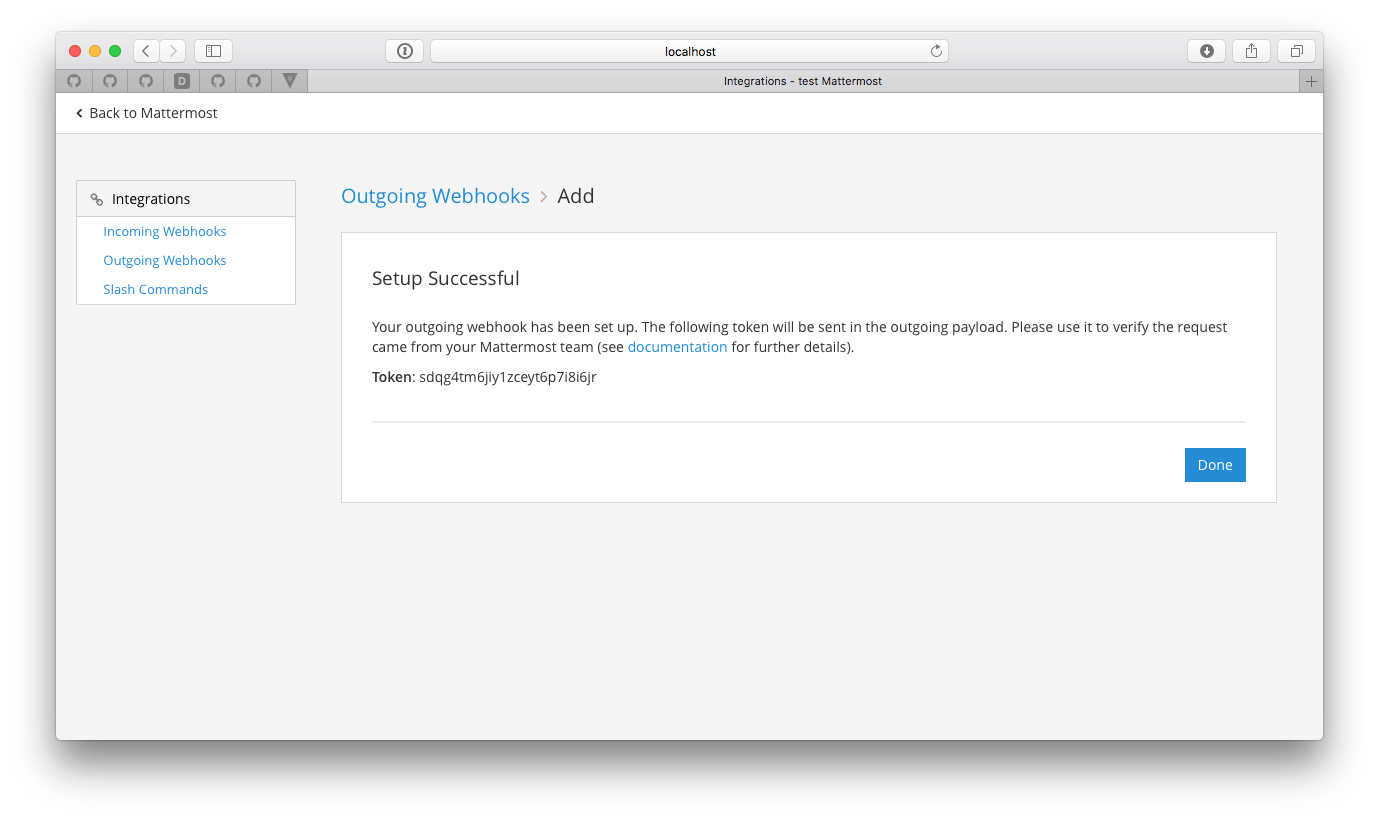 localhost
D
Integrations - test Mattermost
Back to Mattermost
Integrations
Incoming Webhooks
Outgoing Webhooks
Slash Commands
Outgoing Webhooks > Add
Setup Successful
Your outgoing webhook has been set up. The following token will be sent in the outgoing payload. Please use it to verify the request
came from your Mattermost team (see documentation for further details).
Token: sdqg4tm6jiy1zceyt6p7i8i6jr
Done